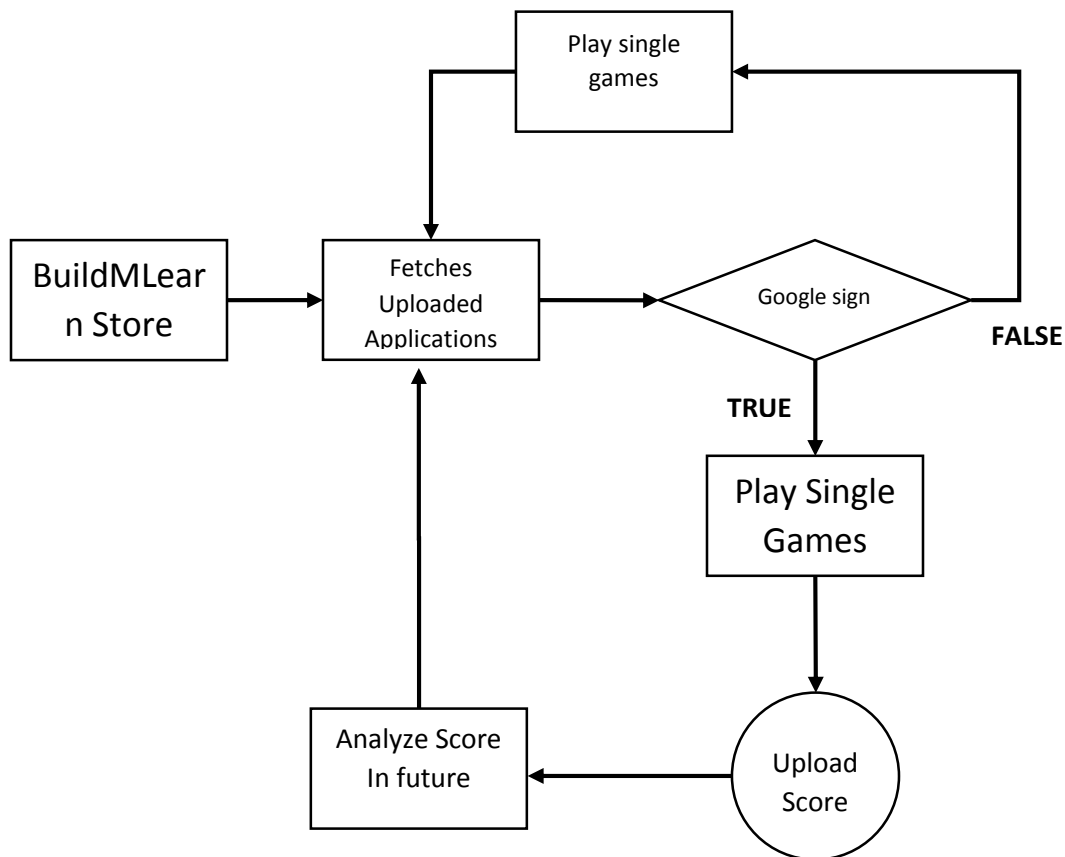 Play single
games
BuildMLear
n Store
Fetches
Uploaded
Applications
Google sign
FALSE
TRUE
Play Single
Games
Analyze Score
In future
Upload
Score